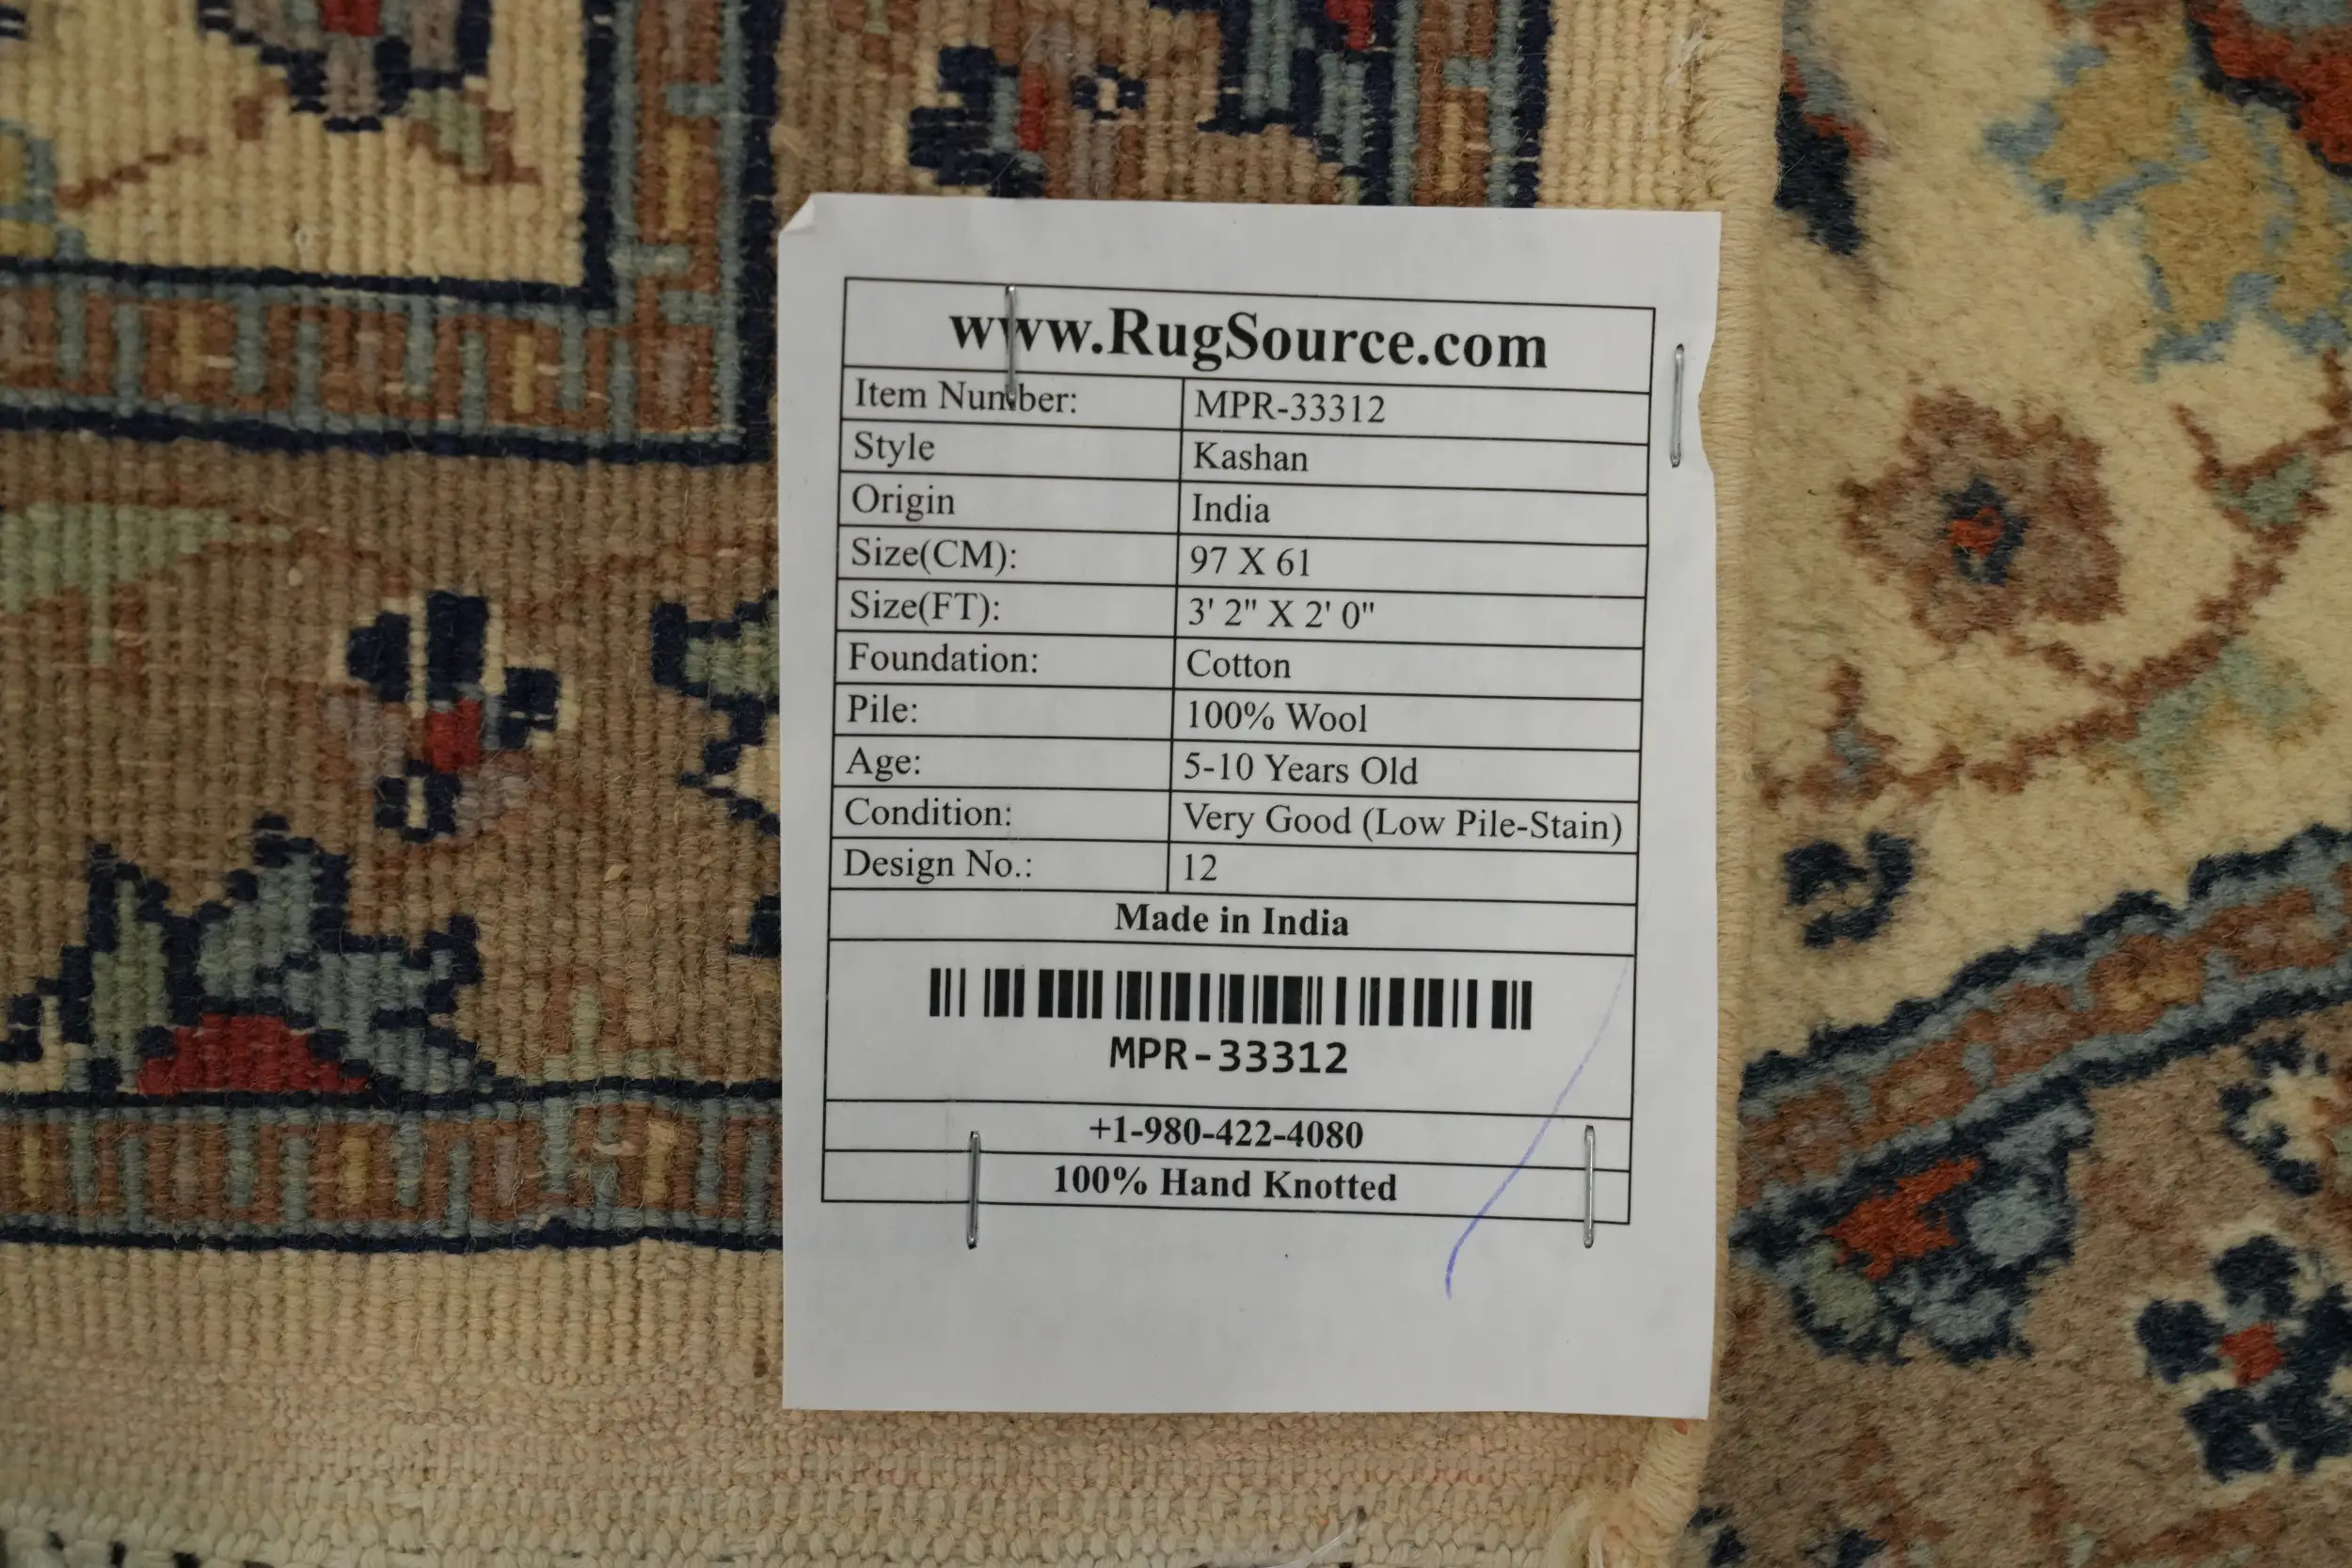 www.RugSource.com
Item Number: MPR-33312
Style Kashan
Origin India
Size(CM): 97 X 61
Size(FT): 3' 2" X 2' 0"
Foundation: Cotton
Pile: 100% Wool
Age: 5-10 Years Old
Condition: Very Good (Low Pile-Stain)
Design No.: 12
Made in India
MPR-33312
+1-980-422-4080
100% Hand Knotted